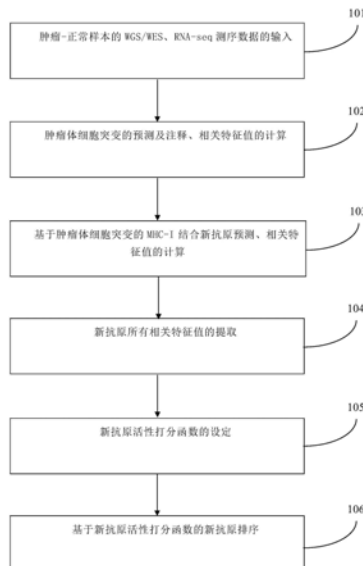 101
肿瘤-正常样本的 WGS/WES、RNA-seq 测序数据的输入
102
肿瘤体细胞突变的预测及注释、相关特征值的计算
103
基于肿瘤体细胞突变的 MHC-I 结合新抗原预测、相关特
征值的计算
104
新抗原所有相关特征值的提取
105
新抗原活性打分函数的设定
106
基于新抗原活性打分函数的新抗原排序